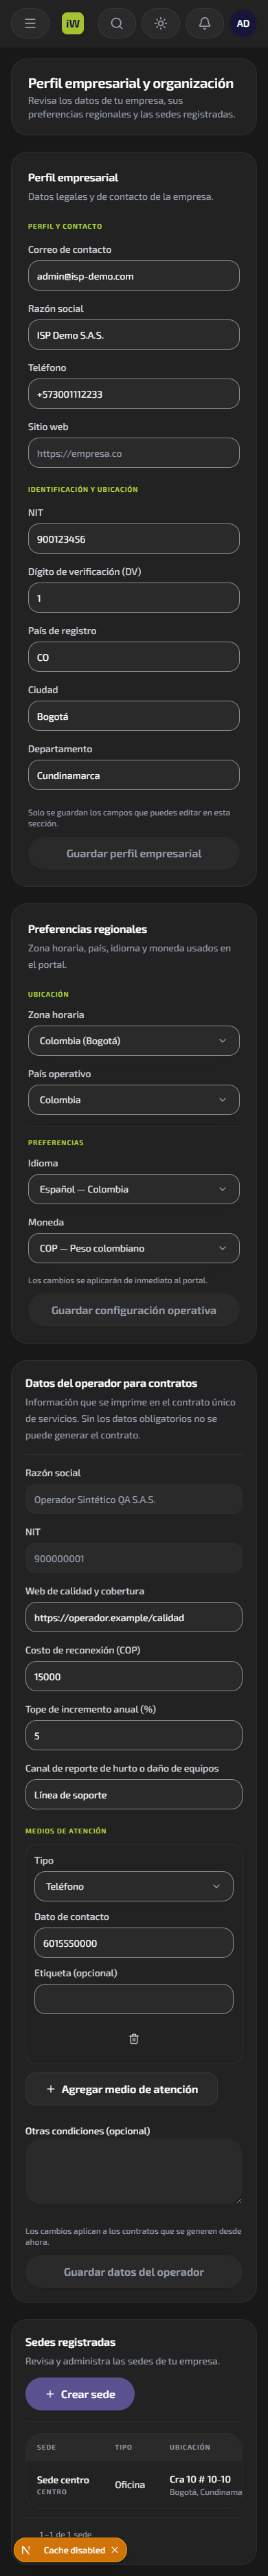 iW
AD
Perfil empresarial y organización
Revisa los datos de tu empresa, sus
preferencias regionales y las sedes registradas.
Perfil empresarial
Datos legales y de contacto de la empresa.
PERFIL Y CONTACTO
Correo de contacto
admin@isp-demo.com
Razón social
ISP Demo S.A.S.
Teléfono
+573001112233
Sitio web
https://empresa.co
IDENTIFICACIÓN Y UBICACIÓN
NIT
900123456
Dígito de verificación (DV)
1
País de registro
CO
Ciudad
Bogotá
Departamento
Cundinamarca
Solo se guardan los campos que puedes editar en esta
sección.
Guardar perfil empresarial
Preferencias regionales
Zona horaria, país, idioma y moneda usados en
el portal.
UBICACIÓN
Zona horaria
Colombia (Bogotá)
País operativo
Colombia
PREFERENCIAS
Idioma
Español — Colombia
Moneda
COP — Peso colombiano
Los cambios se aplicarán de inmediato al portal.
Guardar configuración operativa
Datos del operador para contratos
Información que se imprime en el contrato único
de servicios. Sin los datos obligatorios no se
puede generar el contrato.
Razón social
Operador Sintético QA S.A.S.
NIT
900000001
Web de calidad y cobertura
https://operador.example/calidad
Costo de reconexión (COP)
15000
Tope de incremento anual (%)
5
Canal de reporte de hurto o daño de equipos
Línea de soporte
MEDIOS DE ATENCIÓN
Tipo
Teléfono
Dato de contacto
6015550000
Etiqueta (opcional)
+ Agregar medio de atención
Otras condiciones (opcional)
Los cambios aplican a los contratos que se generen desde
ahora.
Guardar datos del operador
Sedes registradas
Revisa y administra las sedes de tu empresa.
+ Crear sede
SEDE TIPO UBICACIÓN
Sede centro Oficina Cra 10 # 10-10
CENTRO Bogotá, Cundinama
1–1 de 1 sede
N Cache disabled ×